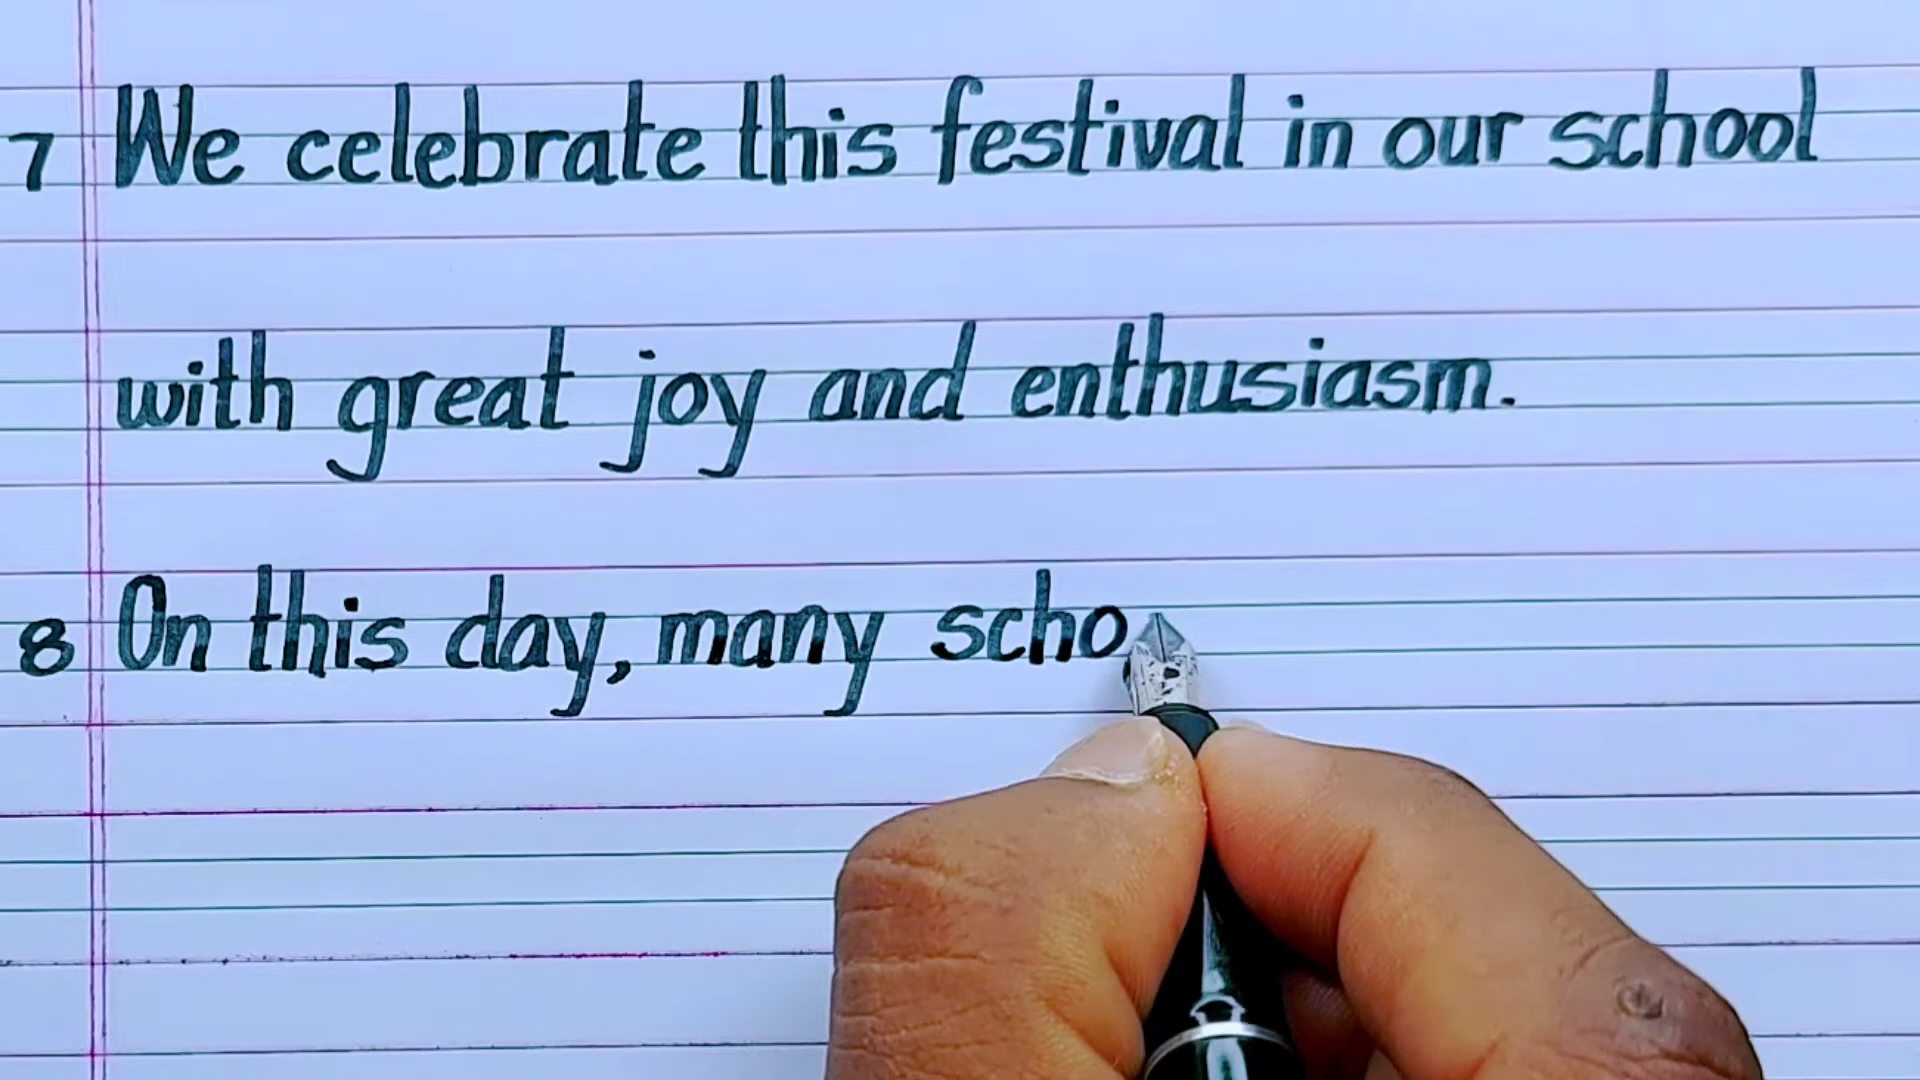 7 We celebrate this festival in our school
with great joy and enthusiasm.
8 On this day, many scho